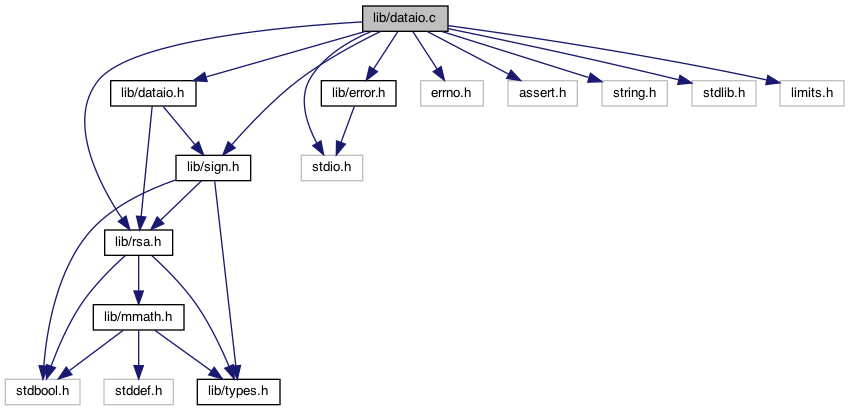 lib/dataio.c
lib/dataio.h
lib/error.h
errno.h
assert.h
string.h
stdlib.h
limits.h
lib/sign.h
stdio.h
lib/rsa.h
lib/mmath.h
stdbool.h
stddef.h
lib/types.h